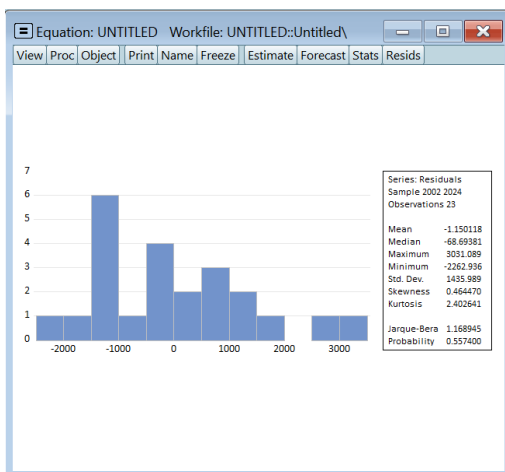 Equation: UNTITLED Workfile: UNTITLED::Untitled\
View Proc Object Print Name Freeze Estimate Forecast Stats Resids
7
6
5
4
3
2
1
0
-2000 -1000 0 1000 2000 3000
Series: Residuals
Sample 2002 2024
Observations 23
Mean -1.150118
Median -68.69381
Maximum 3031.089
Minimum -2262.936
Std. Dev. 1435.989
Skewness 0.464470
Kurtosis 2.402641
Jarque-Bera 1.168945
Probability 0.557400